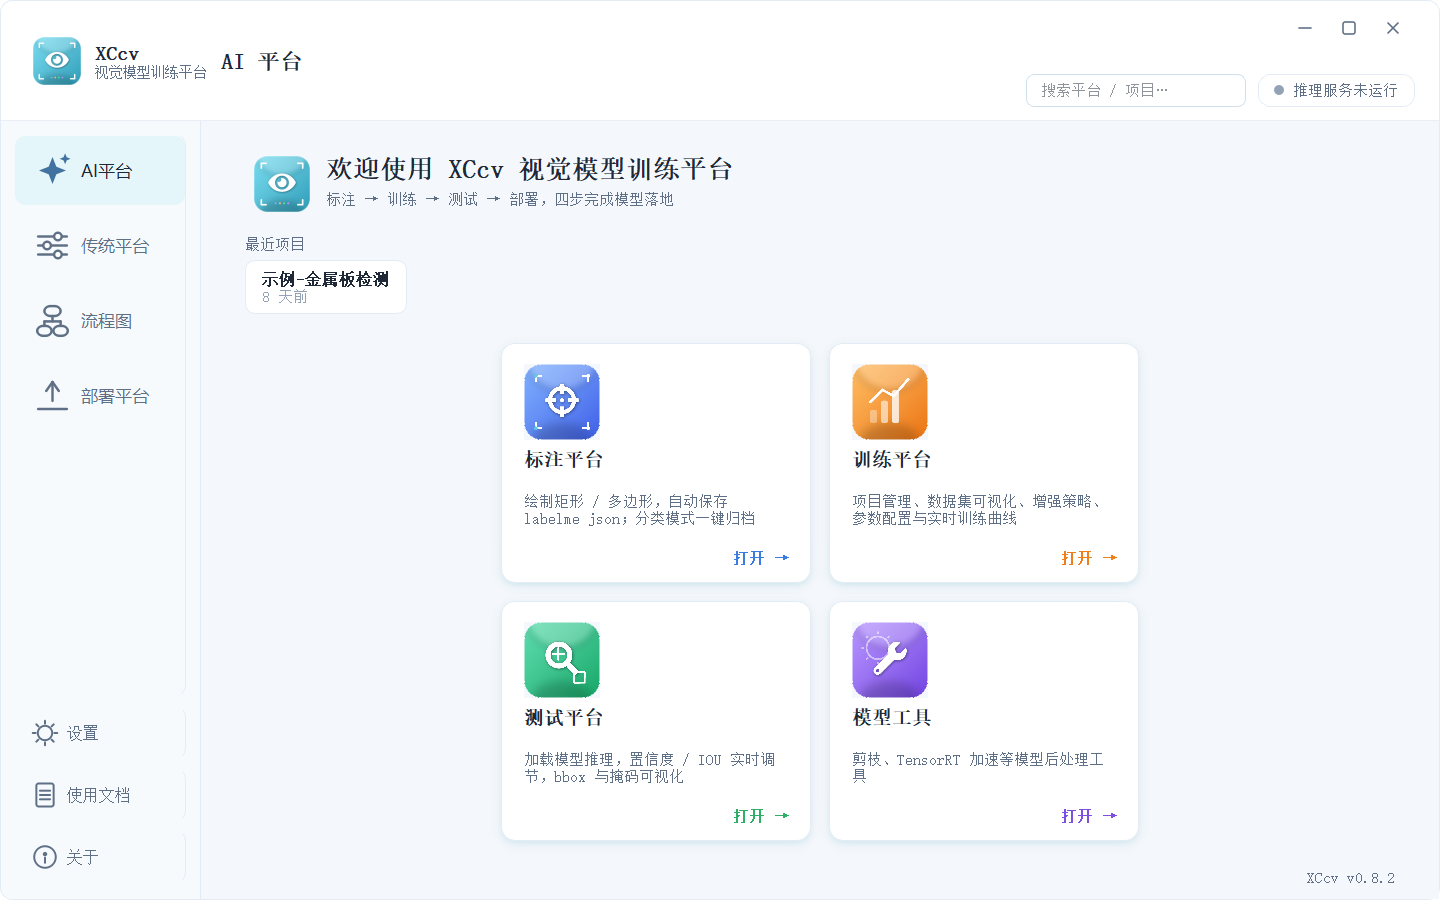 XCcv
视觉模型训练平台
AI 平台
搜索平台 / 项目…
推理服务未运行
AI平台
传统平台
流程图
部署平台
设置
使用文档
关于
欢迎使用 XCcv 视觉模型训练平台
标注 → 训练 → 测试 → 部署，四步完成模型落地
最近项目
示例-金属板检测
8 天前
标注平台
绘制矩形 / 多边形，自动保存
labelme json；分类模式一键归档
打开 →
训练平台
项目管理、数据集可视化、增强策略、
参数配置与实时训练曲线
打开 →
测试平台
加载模型推理，置信度 / IOU 实时调
节，bbox 与掩码可视化
打开 →
模型工具
剪枝、TensorRT 加速等模型后处理工
具
打开 →
XCcv v0.8.2